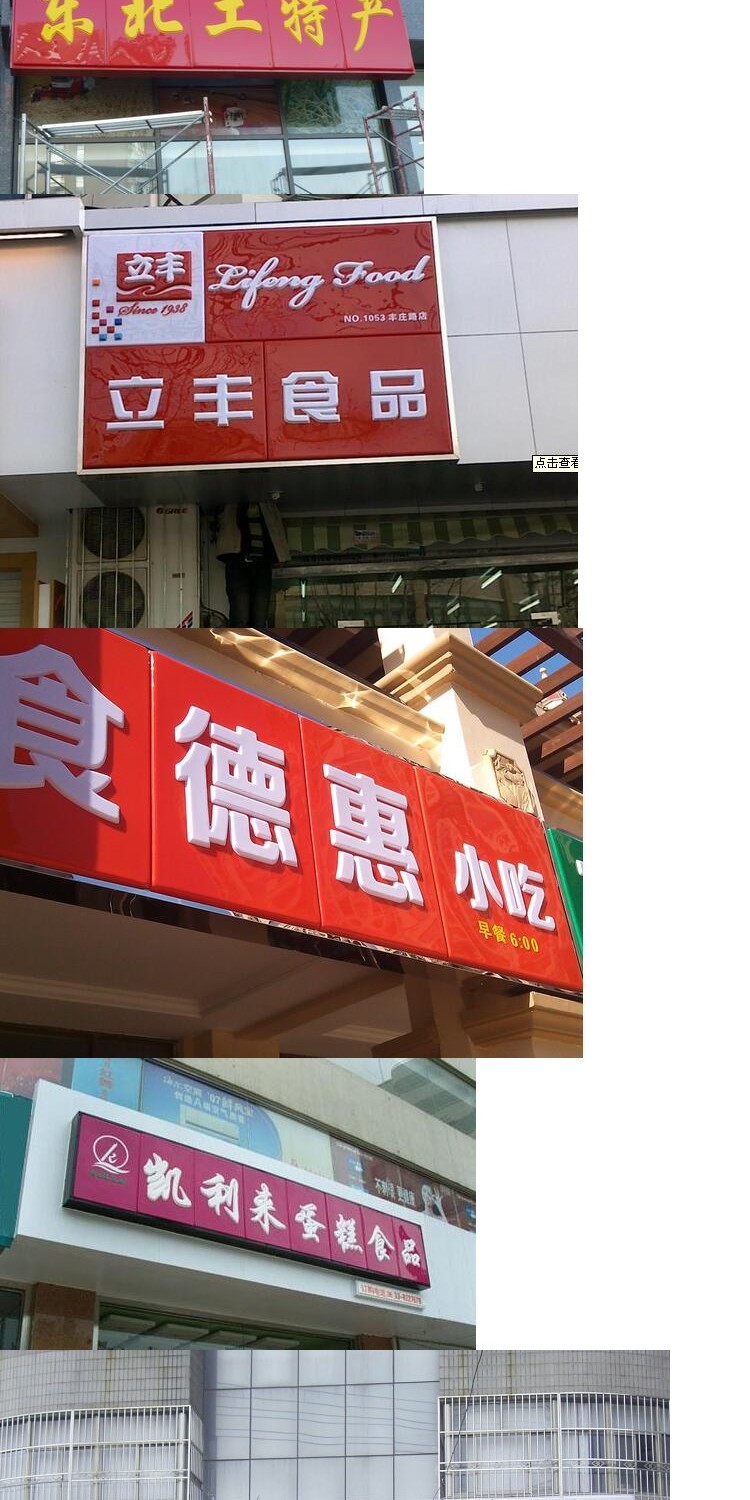 东北土特产
立丰
Since 1938
Lifeng Food
NO.1053 丰庄路店
立丰食品
点击查看
食德惠小吃
早餐 6:00
凯利来蛋糕食品